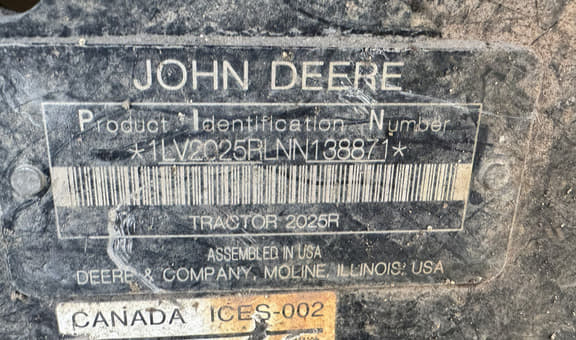 JOHN DEERE
Product Identification Number
*1LV2025RLNN138871*
TRACTOR 2025R
ASSEMBLED IN USA
DEERE & COMPANY, MOLINE, ILLINOIS, USA
CANADA ICES-002